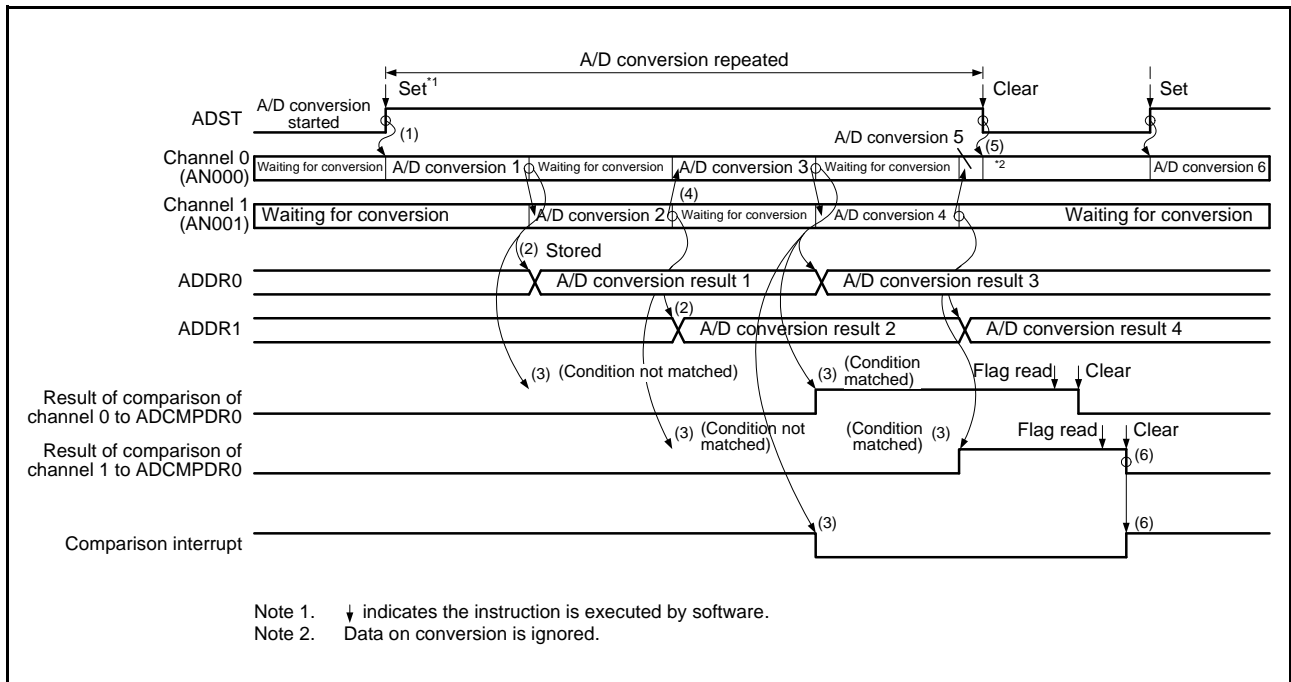 A/D conversion repeated
Set*1
Clear
Set
ADST
A/D conversion
started
(1)
A/D conversion 5
(5)
Channel 0
(AN000)
Waiting for conversion
A/D conversion 1
Waiting for conversion
A/D conversion 3
Waiting for conversion
*2
A/D conversion 6
(4)
Channel 1
(AN001)
Waiting for conversion
A/D conversion 2
Waiting for conversion
A/D conversion 4
Waiting for conversion
(2) Stored
ADDR0
A/D conversion result 1
A/D conversion result 3
(2)
ADDR1
A/D conversion result 2
A/D conversion result 4
(3) (Condition not matched)
(3) (Condition
matched)
Flag read
Clear
Result of comparison of
channel 0 to ADCMPDR0
(3) (Condition not
matched)
(Condition
matched) (3)
Flag read
Clear
Result of comparison of
channel 1 to ADCMPDR0
(6)
(3)
(6)
Comparison interrupt
Note 1. ↓ indicates the instruction is executed by software.
Note 2. Data on conversion is ignored.